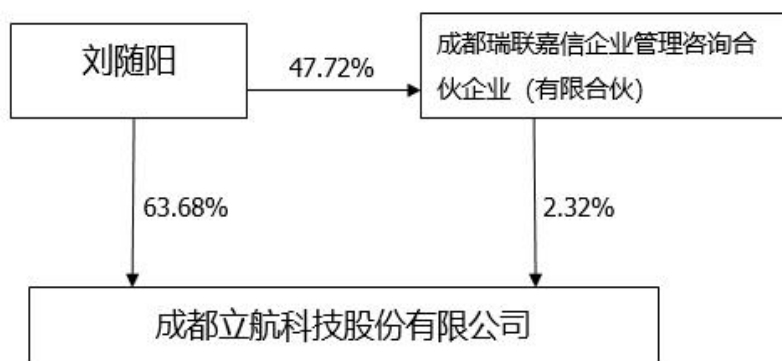 刘随阳
47.72%
成都瑞联嘉信企业管理咨询合
伙企业（有限合伙）
63.68%
2.32%
成都立航科技股份有限公司